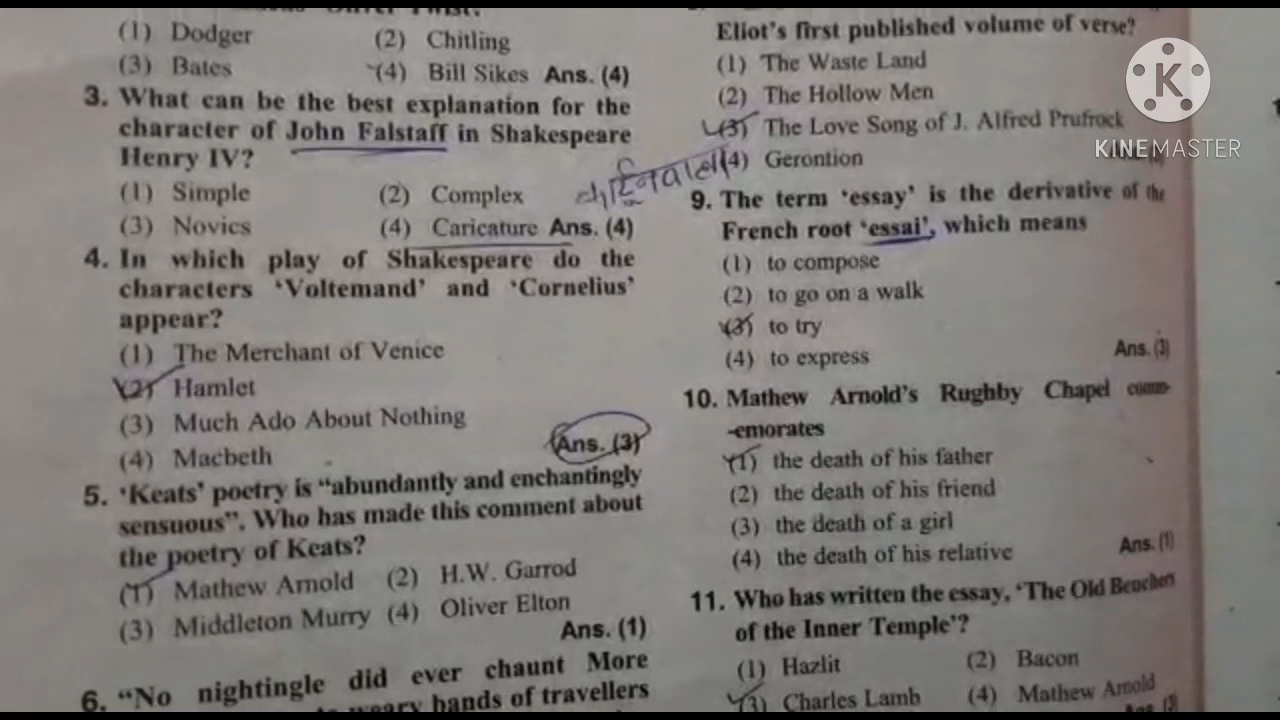 (1) Dodger (2) Chitling
(3) Bates (4) Bill Sikes Ans. (4)
3. What can be the best explanation for the
character of John Falstaff in Shakespeare
Henry IV?
(1) Simple (2) Complex
(3) Novics (4) Caricature Ans. (4)
4. In which play of Shakespeare do the
characters ‘Voltemand’ and ‘Cornelius’
appear?
(1) The Merchant of Venice
(2) Hamlet
(3) Much Ado About Nothing
(4) Macbeth Ans. (3)
5. ‘Keats’ poetry is “abundantly and enchantingly
sensuous”. Who has made this comment about
the poetry of Keats?
(1) Mathew Arnold (2) H.W. Garrod
(3) Middleton Murry (4) Oliver Elton
Ans. (1)
6. “No nightingle did ever chaunt More
weary bands of travellers
Eliot’s first published volume of verse?
(1) The Waste Land
(2) The Hollow Men
(3) The Love Song of J. Alfred Prufrock
(4) Gerontion
9. The term ‘essay’ is the derivative of the
French root ‘essai’, which means
(1) to compose
(2) to go on a walk
(3) to try
(4) to express Ans. (3)
10. Mathew Arnold’s Rughby Chapel comm-
-emorates
(1) the death of his father
(2) the death of his friend
(3) the death of a girl
(4) the death of his relative Ans. (1)
11. Who has written the essay, ‘The Old Benchers
of the Inner Temple’?
(1) Hazlit (2) Bacon
(3) Charles Lamb (4) Mathew Arnold
K
KINEMASTER